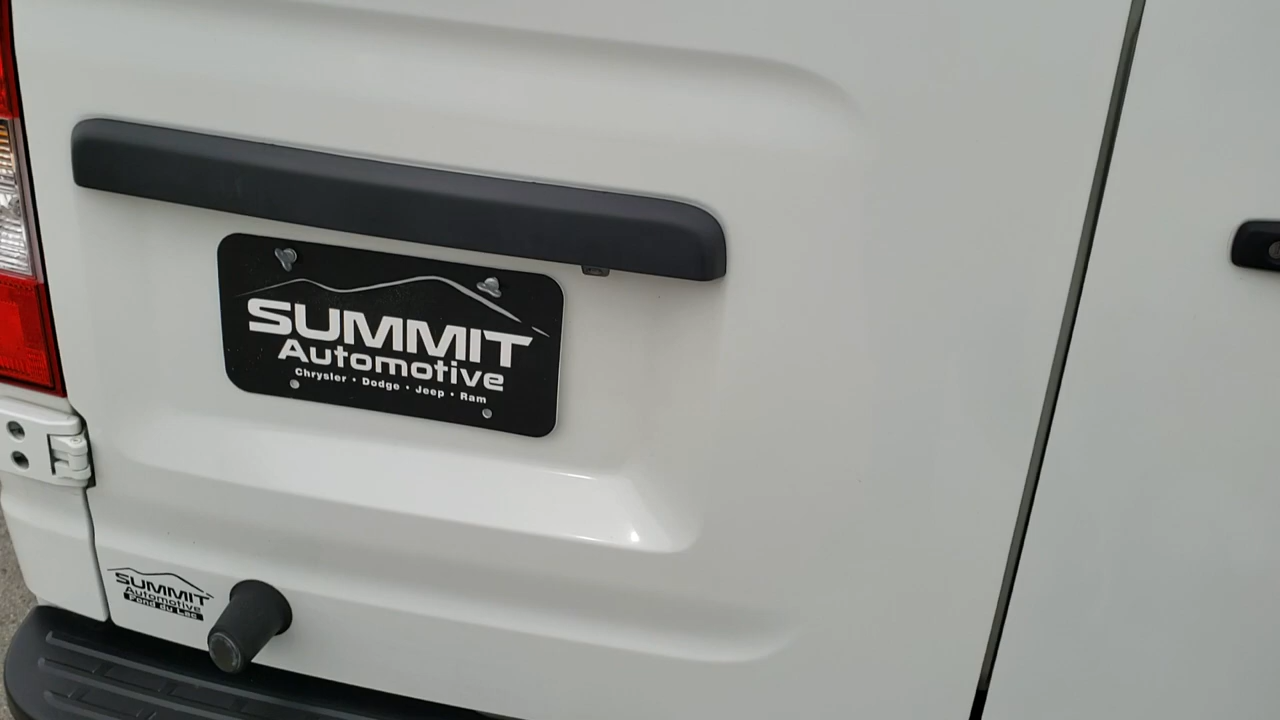 SUMMIT
Automotive
Chrysler • Dodge • Jeep • Ram
SUMMIT
Automotive
Fond du Lac